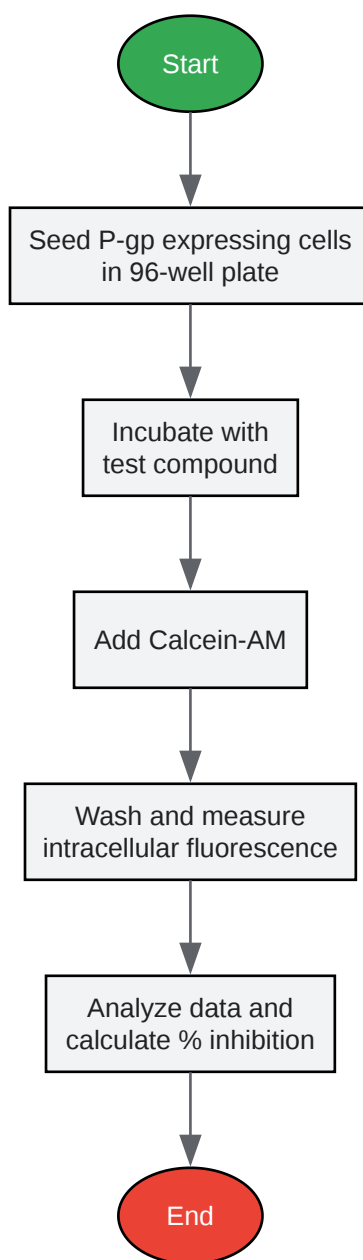 Start
Seed P-gp expressing cells
in 96-well plate
Incubate with
test compound
Add Calcein-AM
Wash and measure
intracellular fluorescence
Analyze data and
calculate % inhibition
End